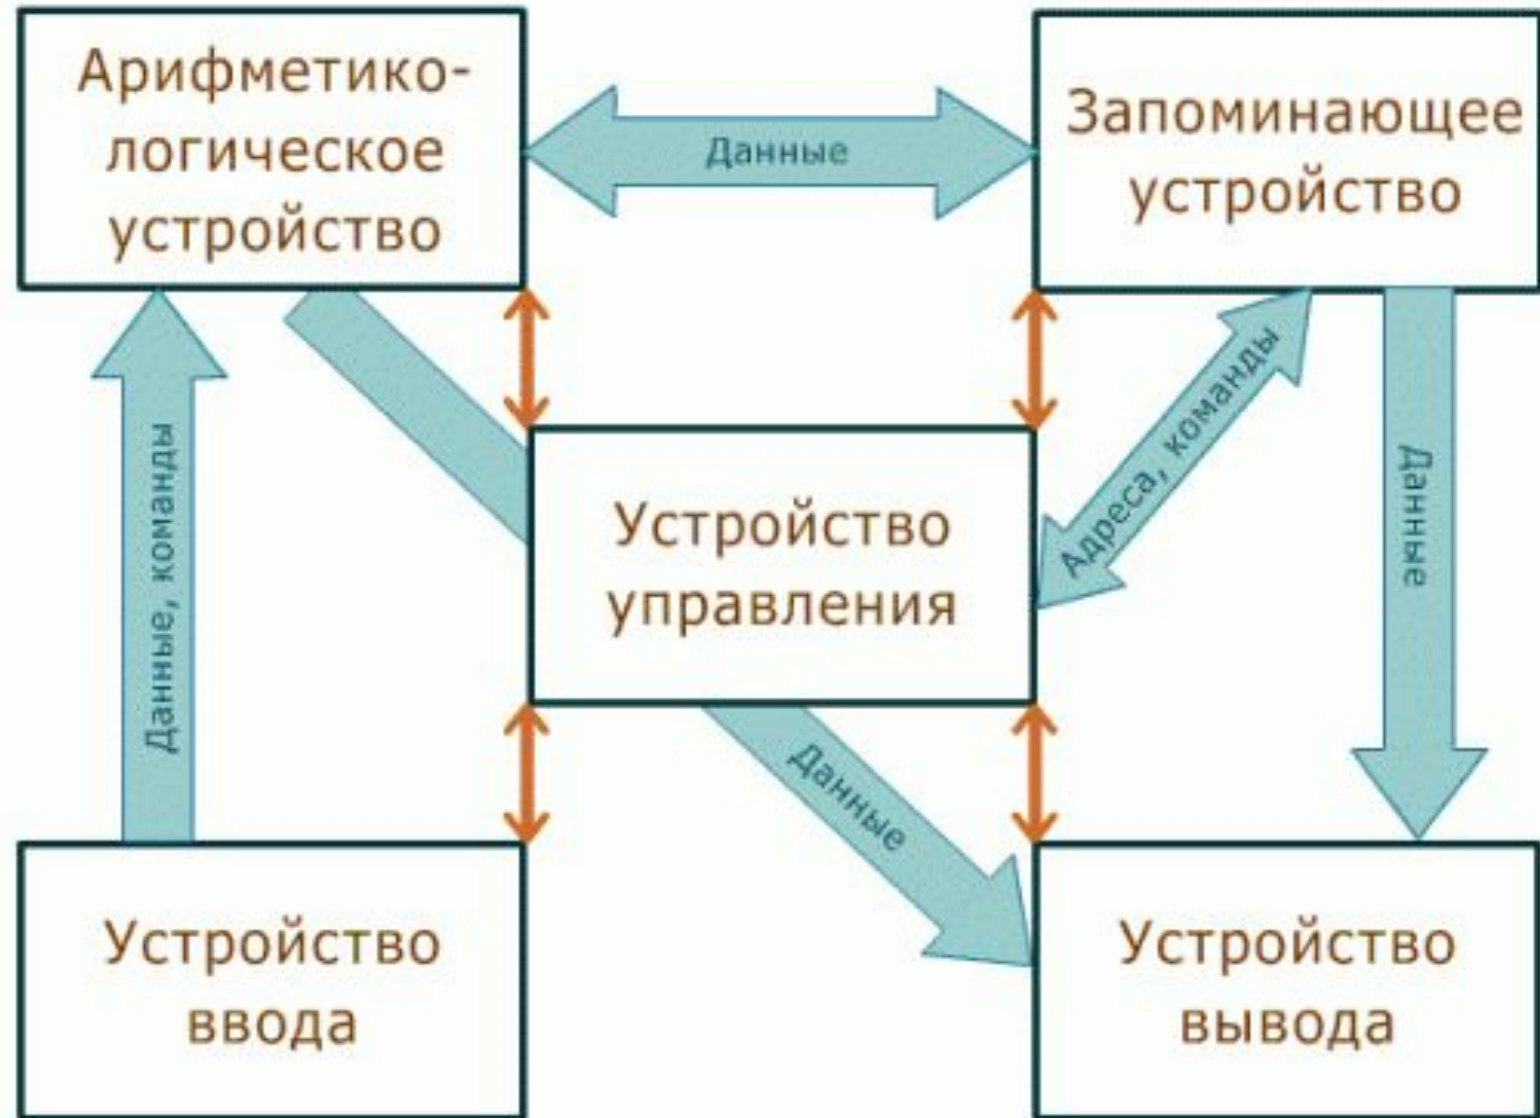 Арифметико-
логическое
устройство
Данные
Запоминающее
устройство
Данные, команды
Устройство
управления
Адреса, команды
Данные
Данные
Устройство
ввода
Устройство
вывода